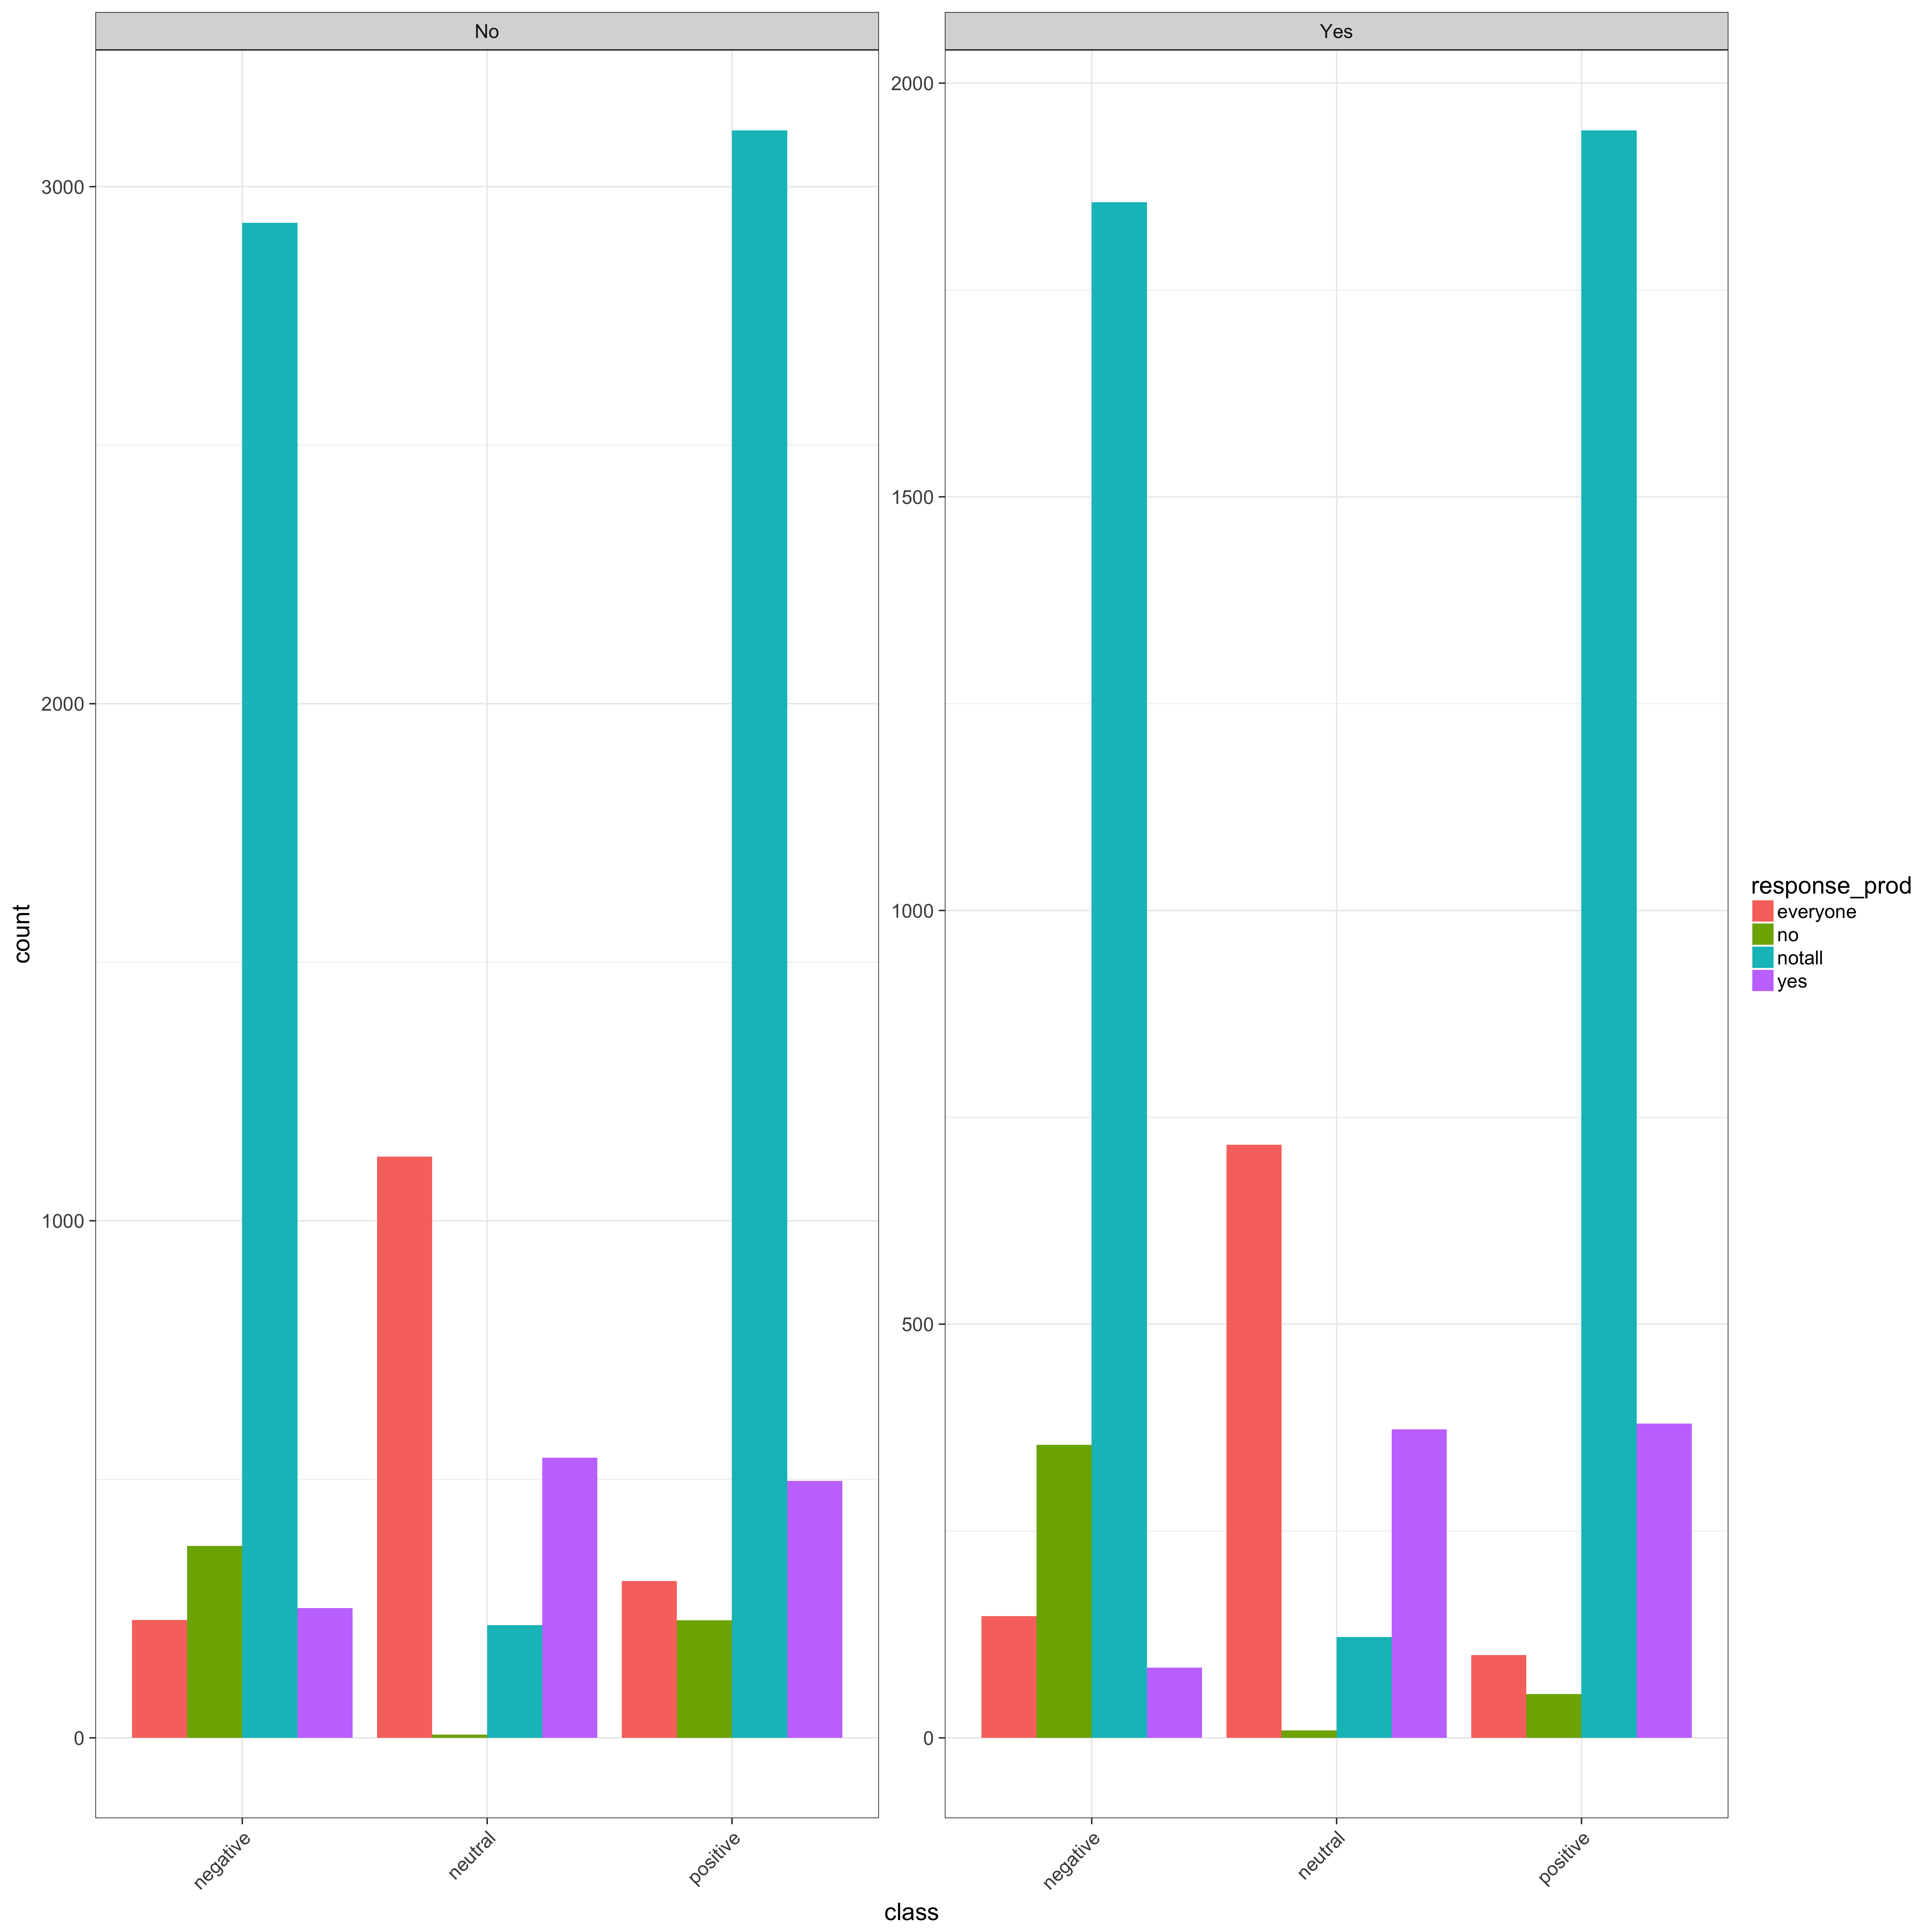 No
Yes
count
3000
2000
1000
0
2000
1500
1000
500
0
negative
neutral
positive
negative
neutral
positive
class
response_prod
everyone
no
notall
yes